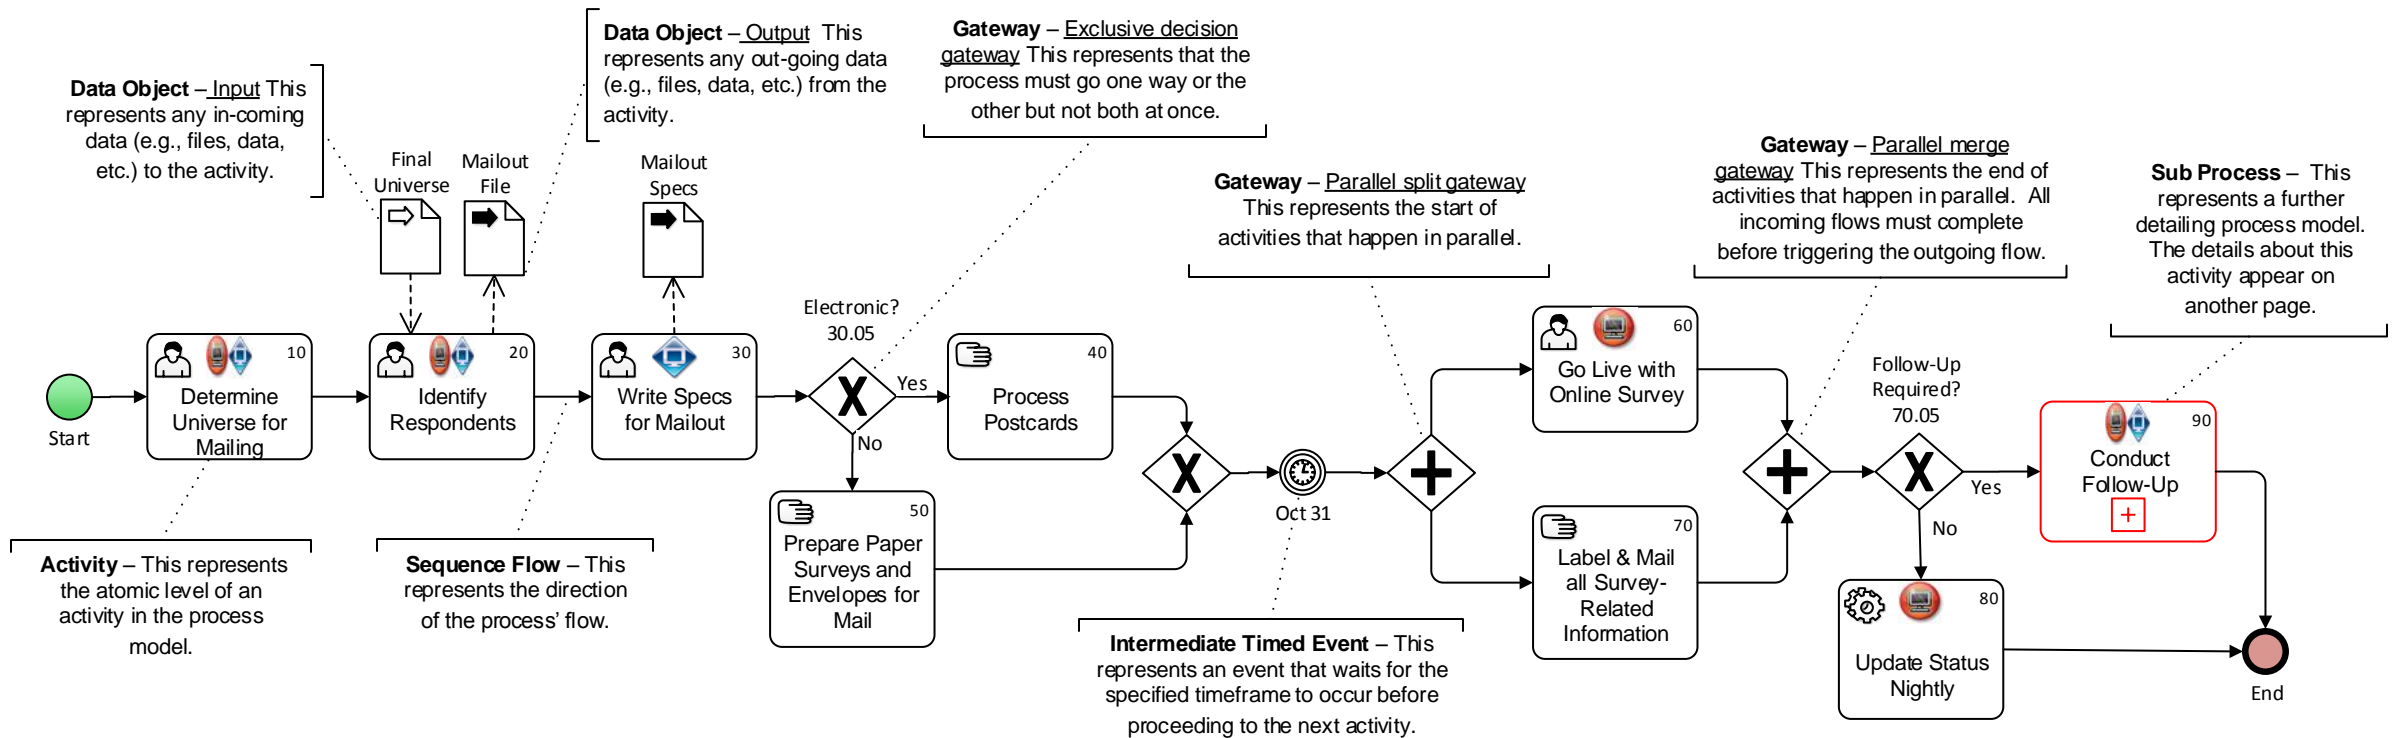 Data Object – Input This
represents any in-coming
data (e.g., files, data,
etc.) to the activity.
Data Object – Output This
represents any out-going data
(e.g., files, data, etc.) from the
activity.
Gateway – Exclusive decision
gateway This represents that the
process must go one way or the
other but not both at once.
Gateway – Parallel split gateway
This represents the start of
activities that happen in parallel.
Gateway – Parallel merge
gateway This represents the end of
activities that happen in parallel. All
incoming flows must complete
before triggering the outgoing flow.
Sub Process – This
represents a further
detailing process model.
The details about this
activity appear on
another page.
Final
Universe
Mailout
File
Mailout
Specs
Start
10
Determine
Universe for
Mailing
20
Identify
Respondents
30
Write Specs
for Mailout
Electronic?
30.05
X
Yes
No
40
Process
Postcards
50
Prepare Paper
Surveys and
Envelopes for
Mail
X
Oct 31
60
Go Live with
Online Survey
70
Label & Mail
all Survey-
Related
Information
Follow-Up
Required?
70.05
X
Yes
No
90
Conduct
Follow-Up
80
Update Status
Nightly
End
Activity – This represents
the atomic level of an
activity in the process
model.
Sequence Flow – This
represents the direction
of the process’ flow.
Intermediate Timed Event – This
represents an event that waits for the
specified timeframe to occur before
proceeding to the next activity.